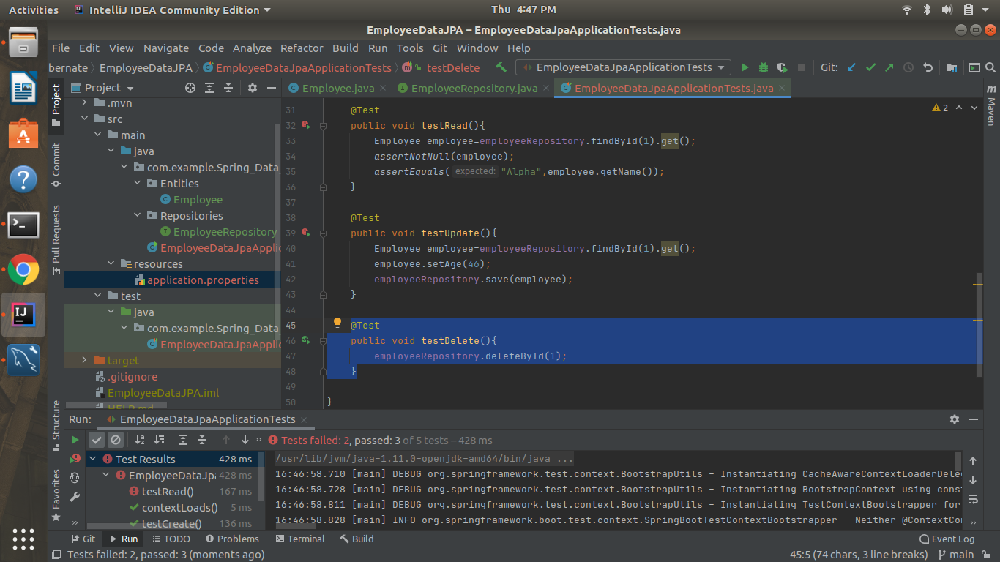 Activities IntelliJ IDEA Community Edition Thu 4:47 PM
EmployeeDataJPA – EmployeeDataJpaApplicationTests.java
File Edit View Navigate Code Analyze Refactor Build Run Tools Git Window Help
bernate EmployeeDataJPA EmployeeDataJpaApplicationTests testDelete EmployeeDataJpaApplicationTests Git:
Project
Employee.java EmployeeRepository.java EmployeeDataJpaApplicationTests.java
Project
Commit
Pull Requests
Structure
Favorites
Maven
.mvn
src
main
java
com.example.Spring_Data_
Entities
Employee
Repositories
EmployeeRepository
EmployeeDataJpaAppli
resources
application.properties
test
java
com.example.Spring_Data_
EmployeeDataJpaAppli
target
.gitignore
EmployeeDataJPA.iml
HELP.md
2
31 @Test
32 public void testRead(){
33 Employee employee=employeeRepository.findById(1).get();
34 assertNotNull(employee);
35 assertEquals( expected: "Alpha",employee.getName());
36 }
37
38 @Test
39 public void testUpdate(){
40 Employee employee=employeeRepository.findById(1).get();
41 employee.setAge(46);
42 employeeRepository.save(employee);
43 }
44
45 @Test
46 public void testDelete(){
47 employeeRepository.deleteById(1);
48 }
49
50 }
Run: EmployeeDataJpaApplicationTests
Tests failed: 2, passed: 3 of 5 tests – 428 ms
Test Results 428 ms
EmployeeDataJp 428 ms
testRead() 167 ms
contextLoads() 5 ms
testCreate() 136 ms
/usr/lib/jvm/java-1.11.0-openjdk-amd64/bin/java ...
16:46:58.710 [main] DEBUG org.springframework.test.context.BootstrapUtils - Instantiating CacheAwareContextLoaderDele
16:46:58.728 [main] DEBUG org.springframework.test.context.BootstrapUtils - Instantiating BootstrapContext using cons
16:46:58.811 [main] DEBUG org.springframework.test.context.BootstrapUtils - Instantiating TestContextBootstrapper for
16:46:58.828 [main] INFO org.springframework.boot.test.context.SpringBootTestContextBootstrapper - Neither @ContextCon
Git Run TODO Problems Terminal Build Event Log
Tests failed: 2, passed: 3 (moments ago) 45:5 (74 chars, 3 line breaks) main